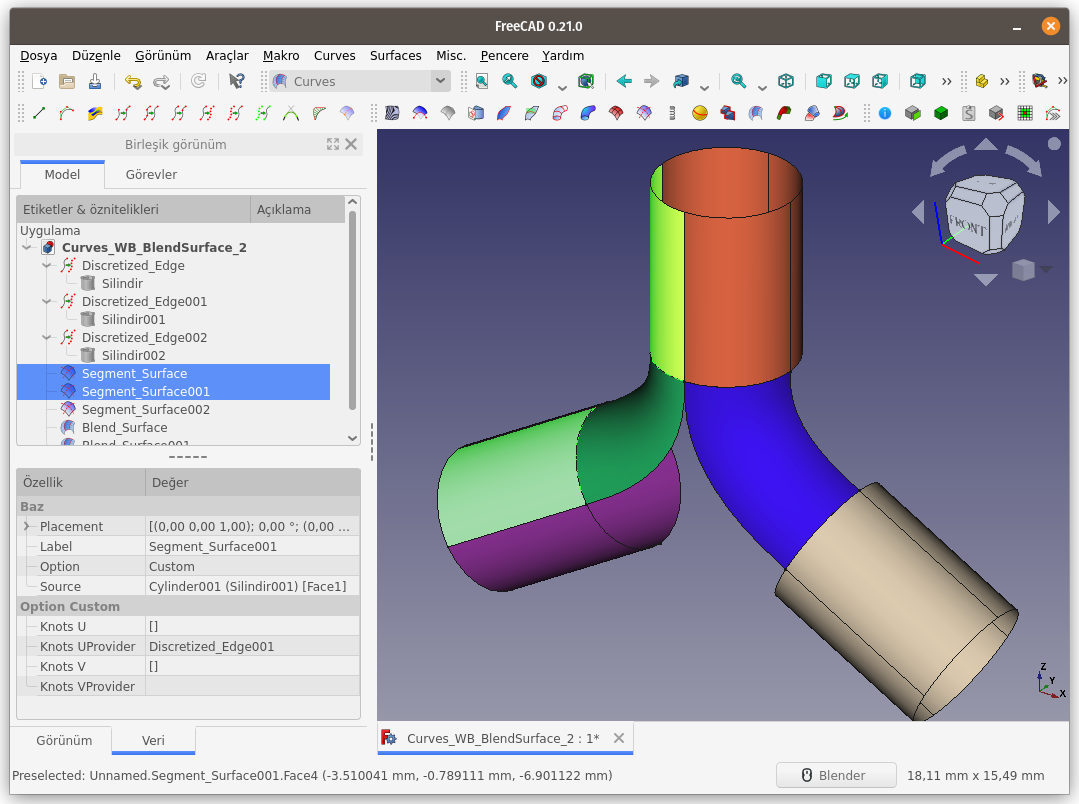 FreeCAD 0.21.0
Dosya Düzenle Görünüm Araçlar Makro Curves Surfaces Misc. Pencere Yardım
Curves
Birleşik görünüm
Model Görevler
Etiketler & öznitelikleri Açıklama
Uygulama
Curves_WB_BlendSurface_2
Discretized_Edge
Silindir
Discretized_Edge001
Silindir001
Discretized_Edge002
Silindir002
Segment_Surface
Segment_Surface001
Segment_Surface002
Blend_Surface
Blend_Surface001
Özellik Değer
Baz
Placement [(0,00 0,00 1,00); 0,00 °; (0,00 ...
Label Segment_Surface001
Option Custom
Source Cylinder001 (Silindir001) [Face1]
Option Custom
Knots U []
Knots UProvider Discretized_Edge001
Knots V []
Knots VProvider
Görünüm Veri
FRONT
Z
Y
X
Curves_WB_BlendSurface_2 : 1*
Preselected: Unnamed.Segment_Surface001.Face4 (-3.510041 mm, -0.789111 mm, -6.901122 mm)
Blender
18,11 mm x 15,49 mm